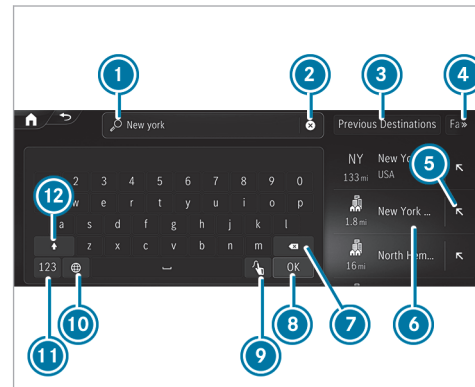 1
2
3
4
New york
Previous Destinations
Fa»
NY
New Yo
133 mi
USA
5
2 3 4 5 6 7 8 9 0
12
w e r t y u i o p
1.8 mi
New York ...
a s d f g h j k l
z x c v b n m
123
OK
16 mi
North Hem...
11
10
9
8
7
6